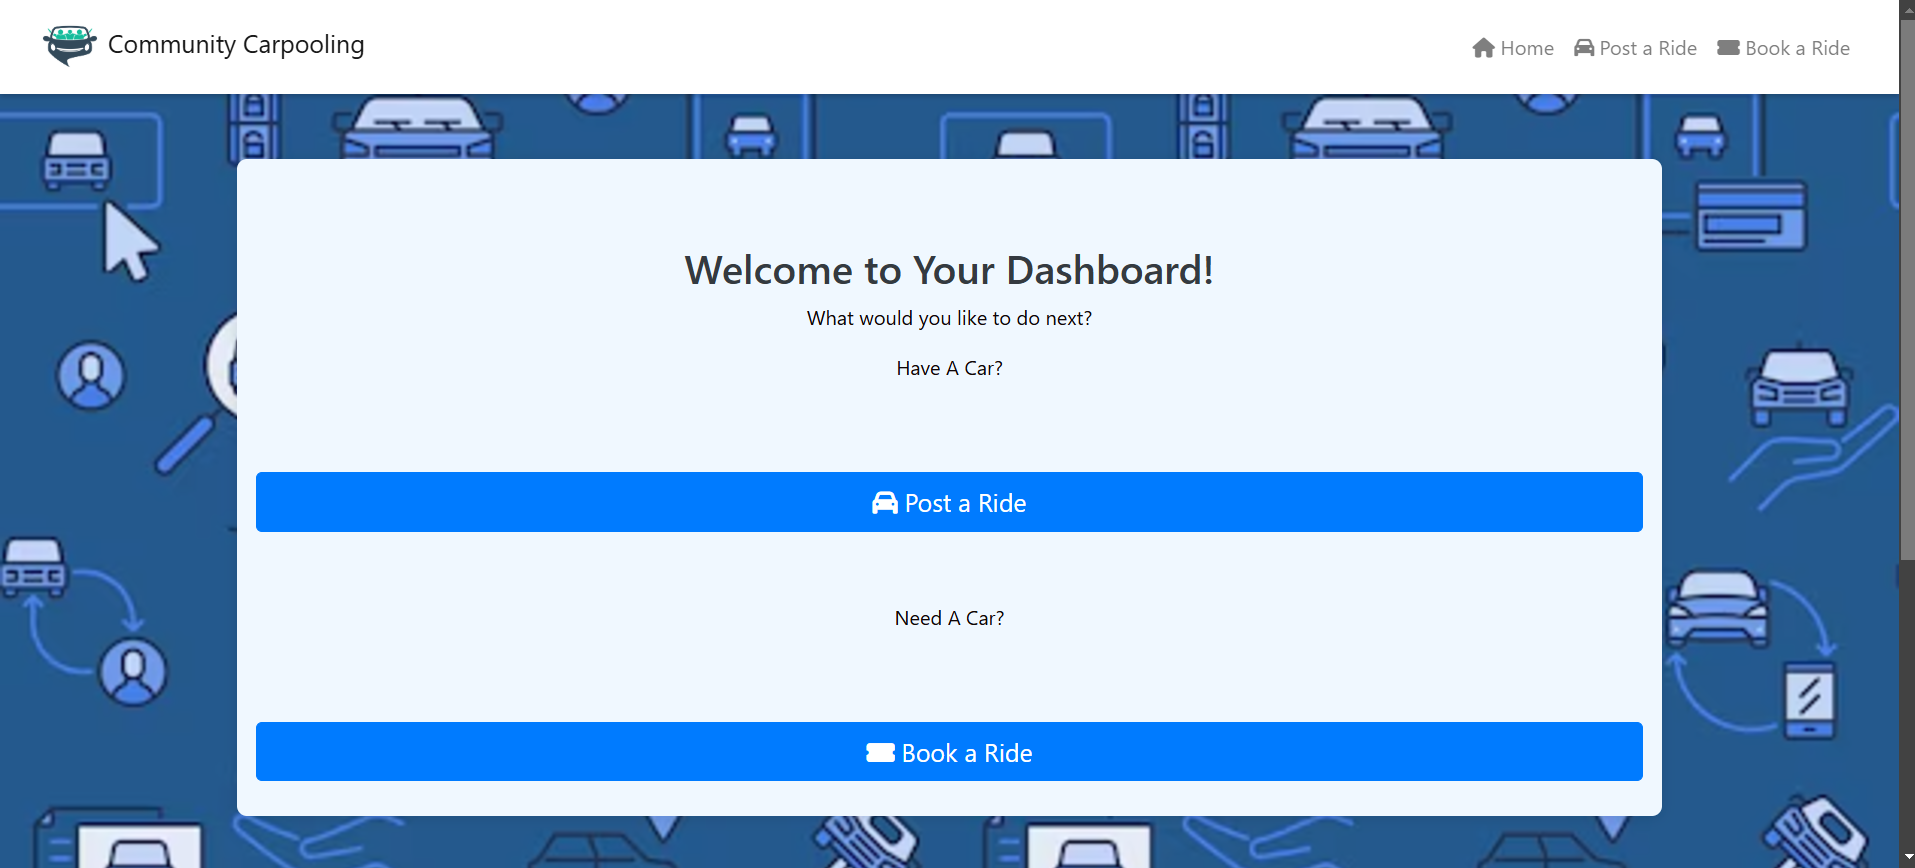 Community Carpooling
Home Post a Ride Book a Ride
Welcome to Your Dashboard!
What would you like to do next?
Have A Car?
Post a Ride
Need A Car?
Book a Ride